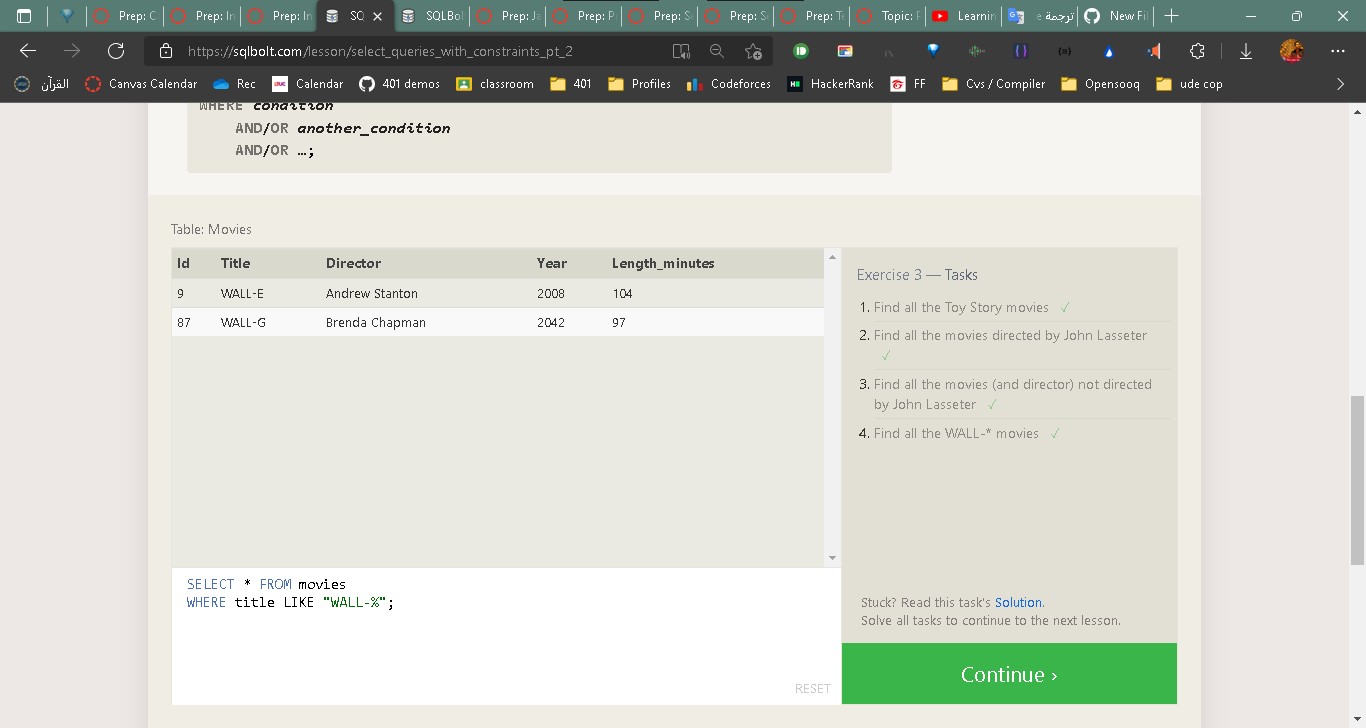 Prep: C
Prep: In
Prep: In
SQ
SQLBol
Prep: Ja
Prep: P
Prep: S
Prep: S
Prep: T
Topic: F
Learnin
ترجمة e
New Fil
https://sqlbolt.com/lesson/select_queries_with_constraints_pt_2
القرآن
Canvas Calendar
Rec
Calendar
401 demos
classroom
401
Profiles
Codeforces
HackerRank
FF
Cvs / Compiler
Opensooq
ude cop
WHERE condition
AND/OR another_condition
AND/OR …;
Table: Movies
Id Title Director Year Length_minutes
9 WALL-E Andrew Stanton 2008 104
87 WALL-G Brenda Chapman 2042 97
SELECT * FROM movies
WHERE title LIKE "WALL-%";
RESET
Exercise 3 — Tasks
1. Find all the Toy Story movies ✓
2. Find all the movies directed by John Lasseter
✓
3. Find all the movies (and director) not directed
by John Lasseter ✓
4. Find all the WALL-* movies ✓
Stuck? Read this task's Solution.
Solve all tasks to continue to the next lesson.
Continue ›